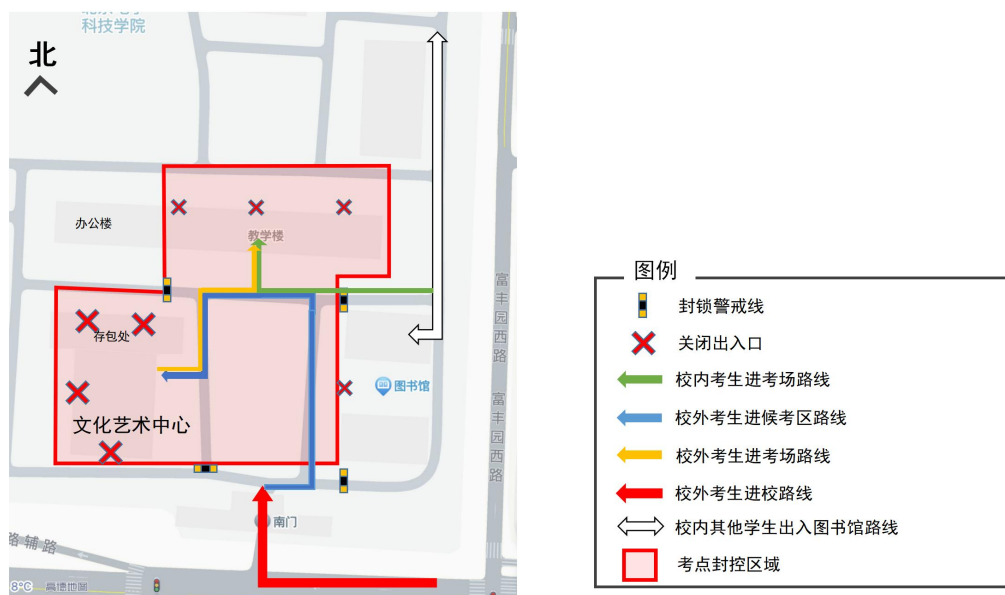 科技学院
北
办公楼
教学楼
存包处
文化艺术中心
图书馆
南门
富丰园西路
富丰园西路
路辅路
8°C
高德地图
图例
封锁警戒线
关闭出入口
校内考生进考场路线
校外考生进候考区路线
校外考生进考场路线
校外考生进校路线
校内其他学生出入图书馆路线
考点封控区域